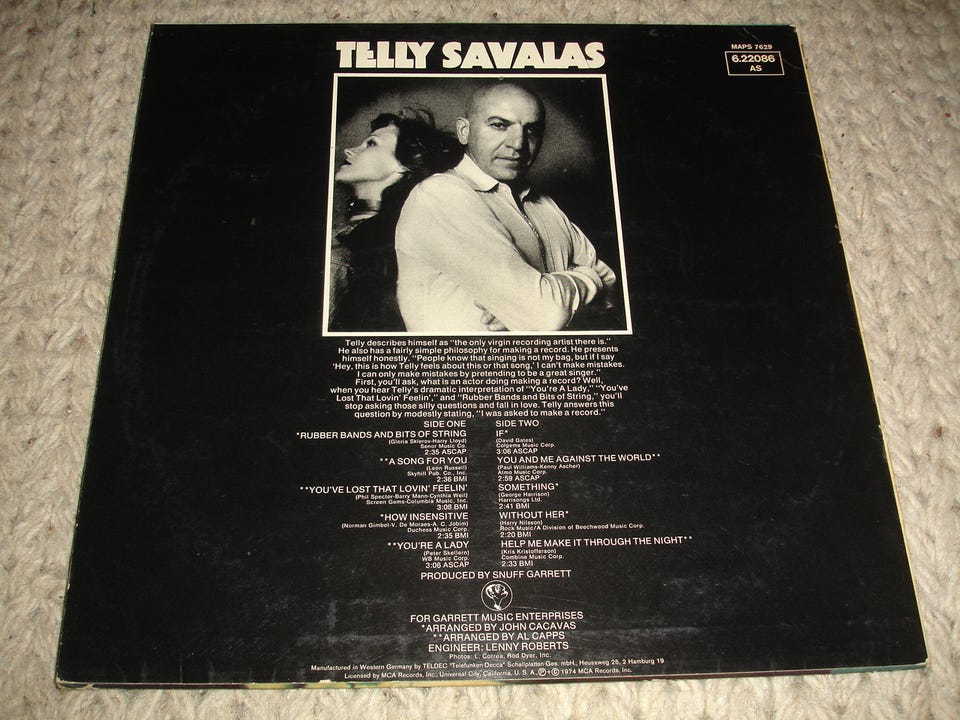 TELLY SAVALAS
MAPS 7629
6.22086
AS
Telly describes himself as "the only virgin recording artist there is."
He also has a fairly simple philosophy for making a record. He presents
himself honestly. "People know that singing is not my bag, but if I say
'Hey, this is how Telly feels about this or that song,' I can't make mistakes.
I can only make mistakes by pretending to be a great singer."
First, you'll ask, what is an actor doing making a record? Well,
when you hear Telly's dramatic interpretation of "You're A Lady," "You've
Lost That Lovin' Feelin'," and "Rubber Bands and Bits of String," you'll
stop asking those silly questions and fall in love. Telly answers this
question by modestly stating, "I was asked to make a record."
SIDE ONE
*RUBBER BANDS AND BITS OF STRING
(Gloria Sklerov-Harry Lloyd)
Senor Music Co.
2:35 ASCAP
**A SONG FOR YOU
(Leon Russell)
Skyhill Pub. Co., Inc.
2:36 BMI
**YOU'VE LOST THAT LOVIN' FEELIN'
(Phil Spector-Barry Mann-Cynthia Weil)
Screen Gems-Columbia Music, Inc.
3:08 BMI
*HOW INSENSITIVE
(Norman Gimbel-V. De Moraes-A. C. Jobim)
Duchess Music Corp.
2:35 BMI
**YOU'RE A LADY
(Peter Skellern)
WB Music Corp.
3:06 ASCAP
SIDE TWO
IF*
(David Gates)
Colgems Music Corp.
3:06 ASCAP
YOU AND ME AGAINST THE WORLD**
(Paul Williams-Kenny Ascher)
Almo Music Corp.
2:59 ASCAP
SOMETHING*
(George Harrison)
Harrisongs Ltd.
2:41 BMI
WITHOUT HER*
(Harry Nilsson)
Rock Music/A Division of Beechwood Music Corp.
2:20 BMI
HELP ME MAKE IT THROUGH THE NIGHT**
(Kris Kristofferson)
Combine Music Corp.
2:33 BMI
PRODUCED BY SNUFF GARRETT
FOR GARRETT MUSIC ENTERPRISES
*ARRANGED BY JOHN CACAVAS
**ARRANGED BY AL CAPPS
ENGINEER: LENNY ROBERTS
Photos: L. Correa, Rod Dyer, Inc.
Manufactured in Western Germany by TELDEC "Telefunken Decca" Schallplatten Ges. mbH., Heussweg 25, 2 Hamburg 19
Licensed by MCA Records, Inc., Universal City, California, U. S. A. Ⓟ+© 1974 MCA Records, Inc.